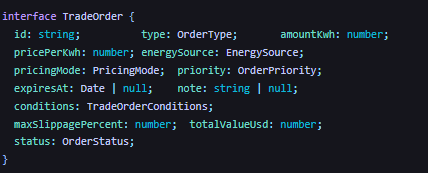 interface TradeOrder {
id: string; type: OrderType; amountKwh: number;
pricePerKwh: number; energySource: EnergySource;
pricingMode: PricingMode; priority: OrderPriority;
expiresAt: Date | null; note: string | null;
conditions: TradeOrderConditions;
maxSlippagePercent: number; totalValueUsd: number;
status: OrderStatus;
}